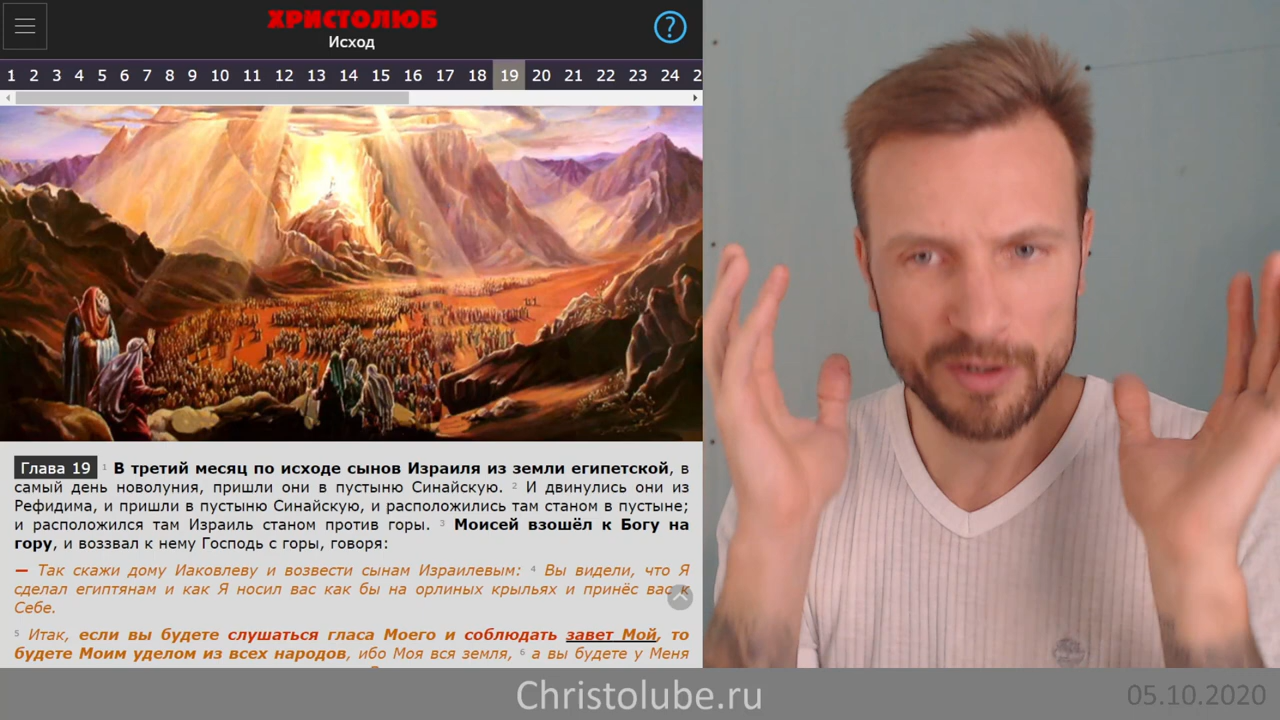 ХРИСТОЛЮБ
Исход
?
1 2 3 4 5 6 7 8 9 10 11 12 13 14 15 16 17 18 19 20 21 22 23 24 2
Глава 19 1 В третий месяц по исходе сынов Израиля из земли египетской, в
самый день новолуния, пришли они в пустыню Синайскую. 2 И двинулись они из
Рефидима, и пришли в пустыню Синайскую, и расположились там станом в пустыне;
и расположился там Израиль станом против горы. 3 Моисей взошёл к Богу на
гору, и воззвал к нему Господь с горы, говоря:
— Так скажи дому Иаковлеву и возвести сынам Израилевым: 4 Вы видели, что Я
сделал египтянам и как Я носил вас как бы на орлиных крыльях и принёс вас к
Себе.
5 Итак, если вы будете слушаться гласа Моего и соблюдать завет Мой, то
будете Моим уделом из всех народов, ибо Моя вся земля, 6 а вы будете у Меня
Christolube.ru
05.10.2020